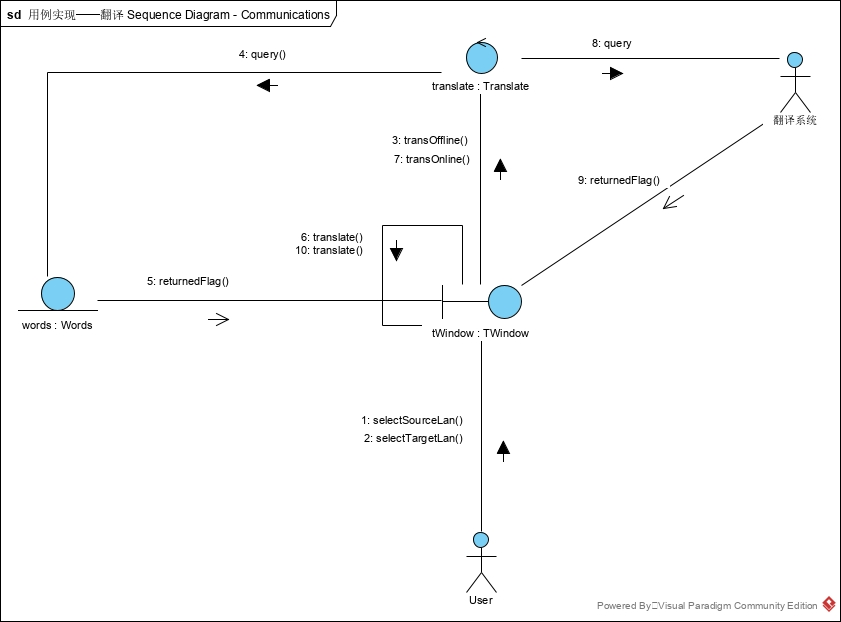 sd 用例实现——翻译 Sequence Diagram - Communications
4: query()
8: query
translate : Translate
翻译系统
3: transOffline()
7: transOnline()
9: returnedFlag()
6: translate()
10: translate()
5: returnedFlag()
words : Words
tWindow : TWindow
1: selectSourceLan()
2: selectTargetLan()
User
Powered By Visual Paradigm Community Edition